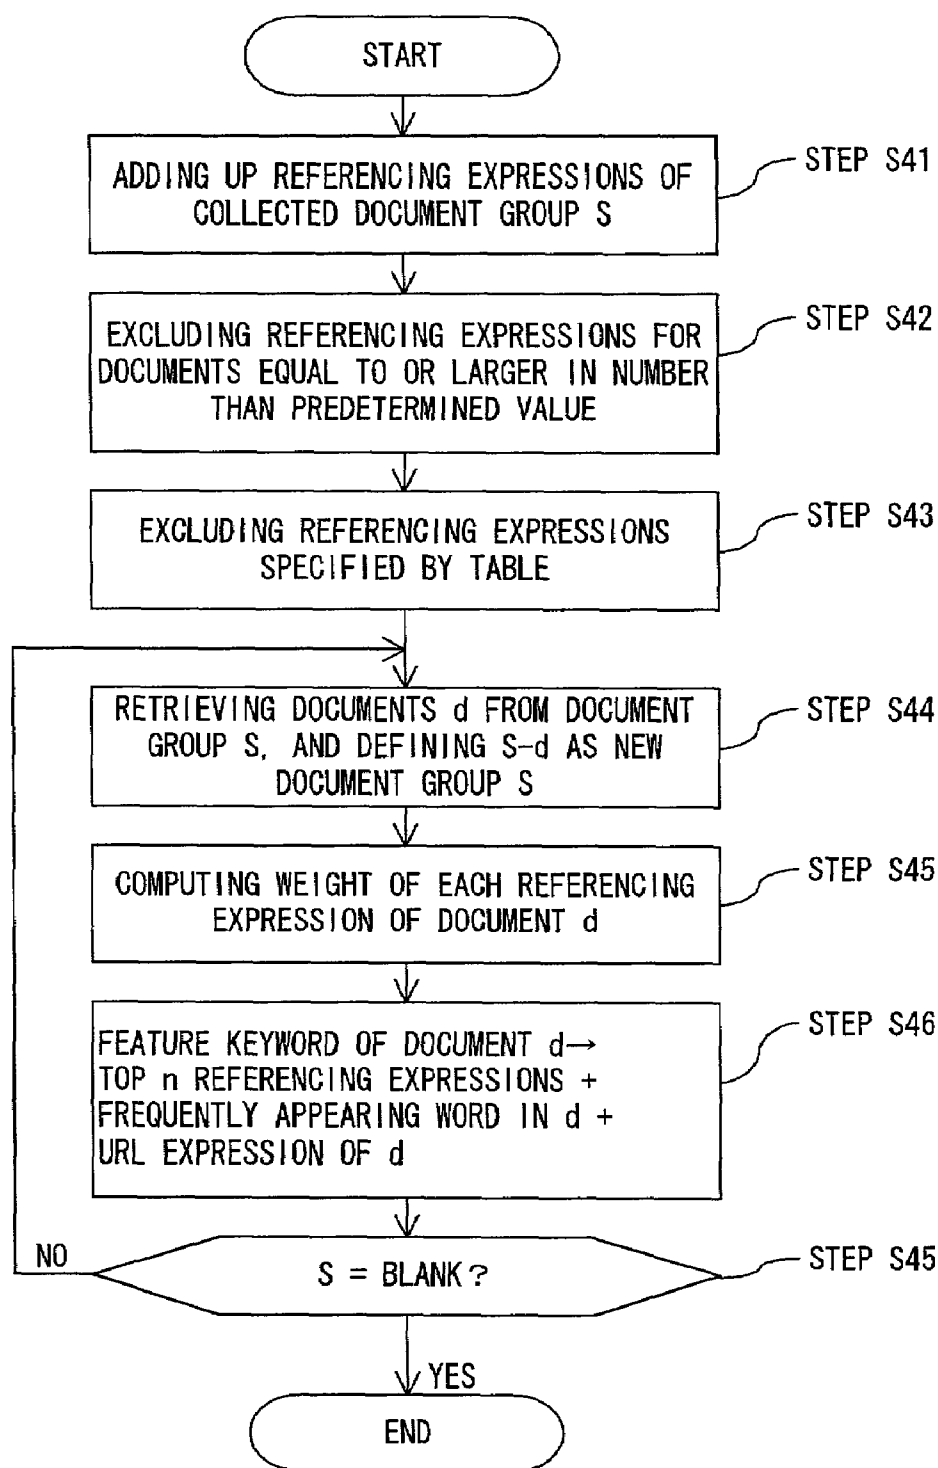 START
ADDING UP REFERENCING EXPRESSIONS OF
COLLECTED DOCUMENT GROUP S
STEP S41
EXCLUDING REFERENCING EXPRESSIONS FOR
DOCUMENTS EQUAL TO OR LARGER IN NUMBER
THAN PREDETERMINED VALUE
STEP S42
EXCLUDING REFERENCING EXPRESSIONS
SPECIFIED BY TABLE
STEP S43
RETRIEVING DOCUMENTS d FROM DOCUMENT
GROUP S, AND DEFINING S-d AS NEW
DOCUMENT GROUP S
STEP S44
COMPUTING WEIGHT OF EACH REFERENCING
EXPRESSION OF DOCUMENT d
STEP S45
FEATURE KEYWORD OF DOCUMENT d→
TOP n REFERENCING EXPRESSIONS +
FREQUENTLY APPEARING WORD IN d +
URL EXPRESSION OF d
STEP S46
NO
S = BLANK?
STEP S45
YES
END